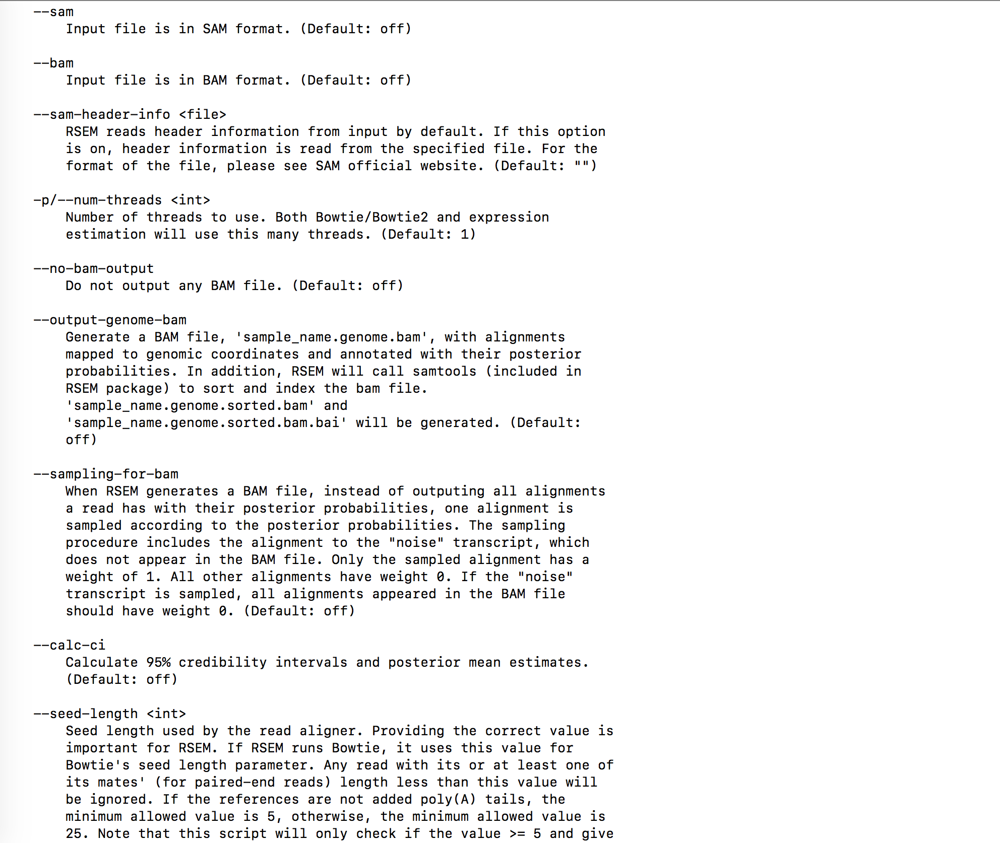 --sam
Input file is in SAM format. (Default: off)
--bam
Input file is in BAM format. (Default: off)
--sam-header-info <file>
RSEM reads header information from input by default. If this option
is on, header information is read from the specified file. For the
format of the file, please see SAM official website. (Default: "")
-p/--num-threads <int>
Number of threads to use. Both Bowtie/Bowtie2 and expression
estimation will use this many threads. (Default: 1)
--no-bam-output
Do not output any BAM file. (Default: off)
--output-genome-bam
Generate a BAM file, 'sample_name.genome.bam', with alignments
mapped to genomic coordinates and annotated with their posterior
probabilities. In addition, RSEM will call samtools (included in
RSEM package) to sort and index the bam file.
'sample_name.genome.sorted.bam' and
'sample_name.genome.sorted.bam.bai' will be generated. (Default:
off)
--sampling-for-bam
When RSEM generates a BAM file, instead of outputing all alignments
a read has with their posterior probabilities, one alignment is
sampled according to the posterior probabilities. The sampling
procedure includes the alignment to the "noise" transcript, which
does not appear in the BAM file. Only the sampled alignment has a
weight of 1. All other alignments have weight 0. If the "noise"
transcript is sampled, all alignments appeared in the BAM file
should have weight 0. (Default: off)
--calc-ci
Calculate 95% credibility intervals and posterior mean estimates.
(Default: off)
--seed-length <int>
Seed length used by the read aligner. Providing the correct value is
important for RSEM. If RSEM runs Bowtie, it uses this value for
Bowtie's seed length parameter. Any read with its or at least one of
its mates' (for paired-end reads) length less than this value will
be ignored. If the references are not added poly(A) tails, the
minimum allowed value is 5, otherwise, the minimum allowed value is
25. Note that this script will only check if the value >= 5 and give